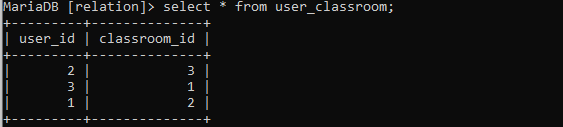 MariaDB [relation]> select * from user_classroom;
+---------+--------------+
| user_id | classroom_id |
+---------+--------------+
|       2 |            3 |
|       3 |            1 |
|       1 |            2 |
+---------+--------------+